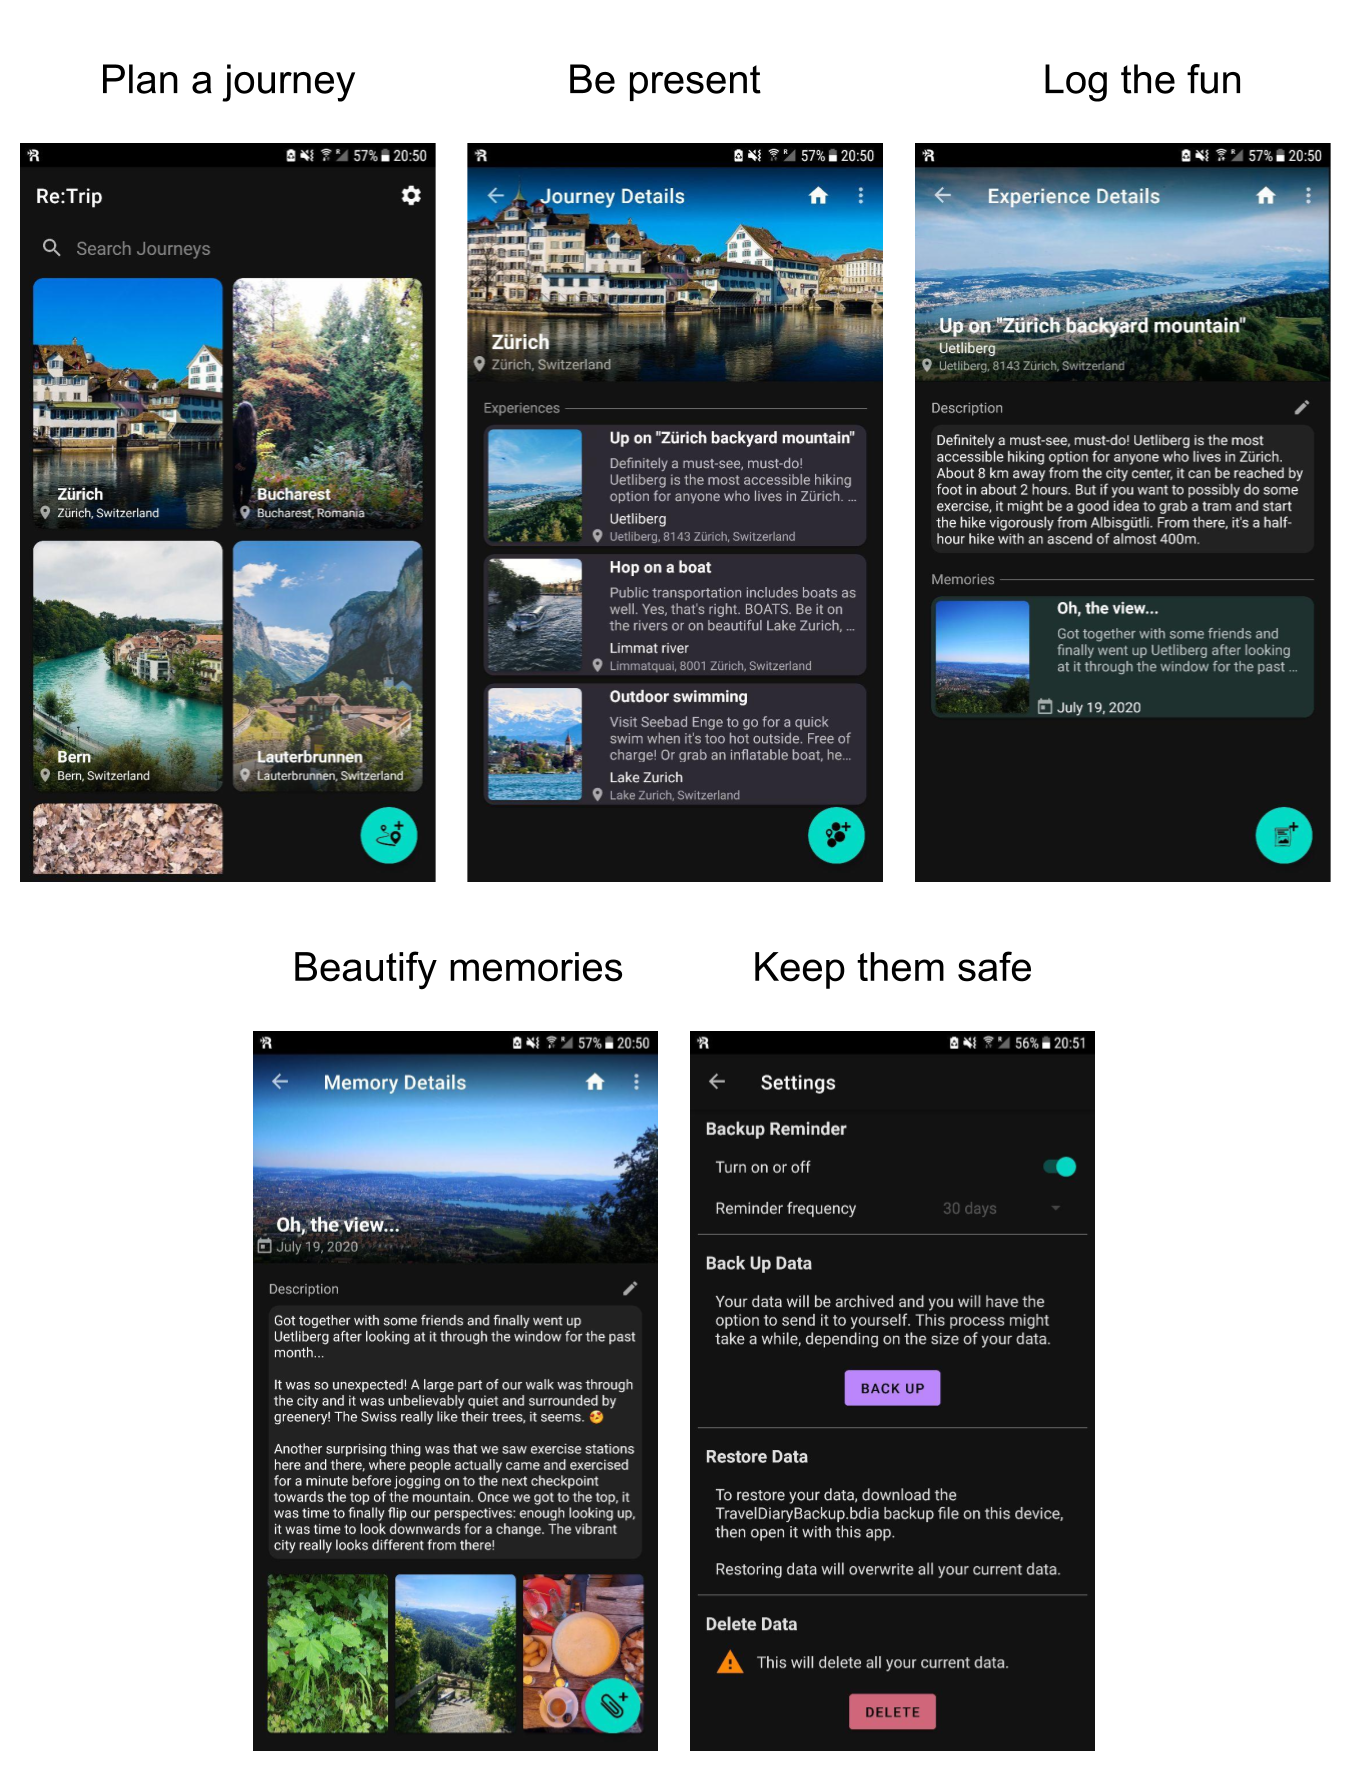 Plan a journey
Be present
Log the fun
57% 20:50
Re:Trip
Search Journeys
Zürich
Zürich, Switzerland
Bucharest
Bucharest, Romania
Bern
Bern, Switzerland
Lauterbrunnen
Lauterbrunnen, Switzerland
57% 20:50
Journey Details
Zürich
Zürich, Switzerland
Experiences
Up on "Zürich backyard mountain"
Definitely a must-see, must-do!
Uetliberg is the most accessible hiking
option for anyone who lives in Zürich. ...
Uetliberg
Uetliberg, 8143 Zürich, Switzerland
Hop on a boat
Public transportation includes boats as
well. Yes, that's right. BOATS. Be it on
the rivers or on beautiful Lake Zurich, ...
Limmat river
Limmatquai, 8001 Zürich, Switzerland
Outdoor swimming
Visit Seebad Enge to go for a quick
swim when it's too hot outside. Free of
charge! Or grab an inflatable boat, he...
Lake Zurich
Lake Zurich, Switzerland
57% 20:50
Experience Details
Up on "Zürich backyard mountain"
Uetliberg
Uetliberg, 8143 Zürich, Switzerland
Description
Definitely a must-see, must-do! Uetliberg is the most
accessible hiking option for anyone who lives in Zürich.
About 8 km away from the city center, it can be reached by
foot in about 2 hours. But if you want to possibly do some
exercise, it might be a good idea to grab a tram and start
the hike vigorously from Albisgütli. From there, it's a half-
hour hike with an ascend of almost 400m.
Memories
Oh, the view...
Got together with some friends and
finally went up Uetliberg after looking
at it through the window for the past ...
July 19, 2020
Beautify memories
Keep them safe
57% 20:50
Memory Details
Oh, the view...
July 19, 2020
Description
Got together with some friends and finally went up
Uetliberg after looking at it through the window for the past
month...
It was so unexpected! A large part of our walk was through
the city and it was unbelievably quiet and surrounded by
greenery! The Swiss really like their trees, it seems. 🥰
Another surprising thing was that we saw exercise stations
here and there, where people actually came and exercised
for a minute before jogging on to the next checkpoint
towards the top of the mountain. Once we got to the top, it
was time to finally flip our perspectives: enough looking up,
it was time to look downwards for a change. The vibrant
city really looks different from there!
56% 20:51
Settings
Backup Reminder
Turn on or off
Reminder frequency 30 days
Back Up Data
Your data will be archived and you will have the
option to send it to yourself. This process might
take a while, depending on the size of your data.
BACK UP
Restore Data
To restore your data, download the
TravelDiaryBackup.bdia backup file on this device,
then open it with this app.
Restoring data will overwrite all your current data.
Delete Data
This will delete all your current data.
DELETE